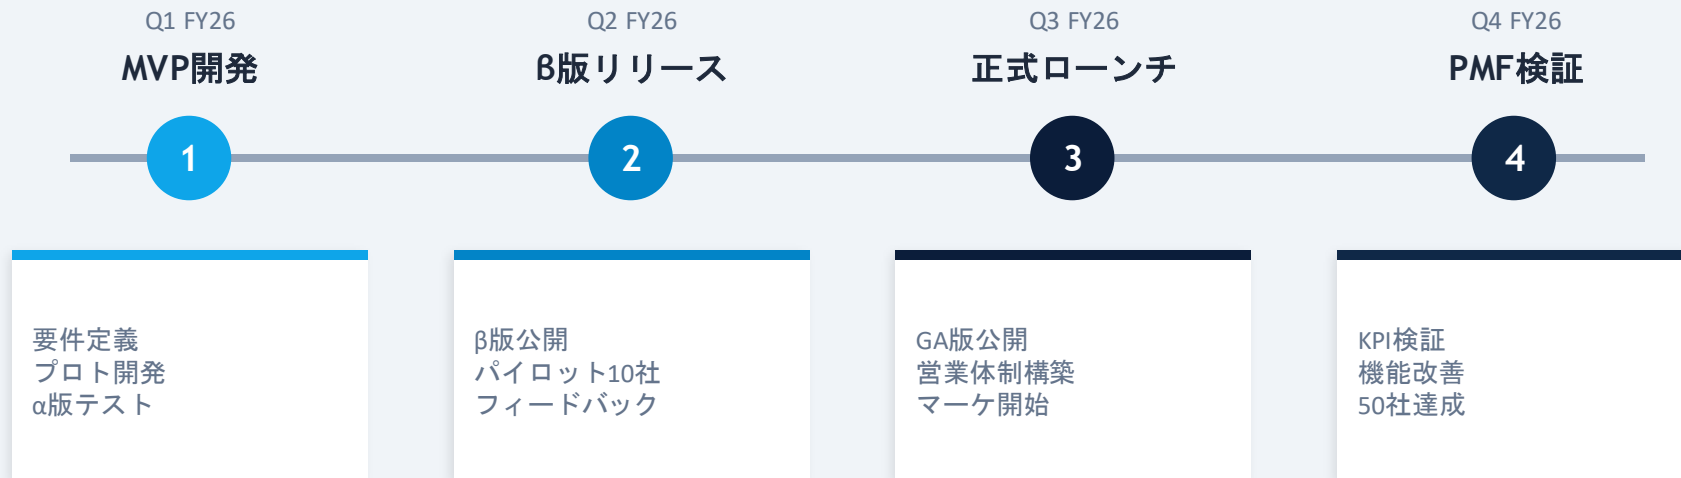 Q1 FY26
MVP開発
1
要件定義
プロト開発
α版テスト
Q2 FY26
β版リリース
2
β版公開
パイロット10社
フィードバック
Q3 FY26
正式ローンチ
3
GA版公開
営業体制構築
マーケ開始
Q4 FY26
PMF検証
4
KPI検証
機能改善
50社達成